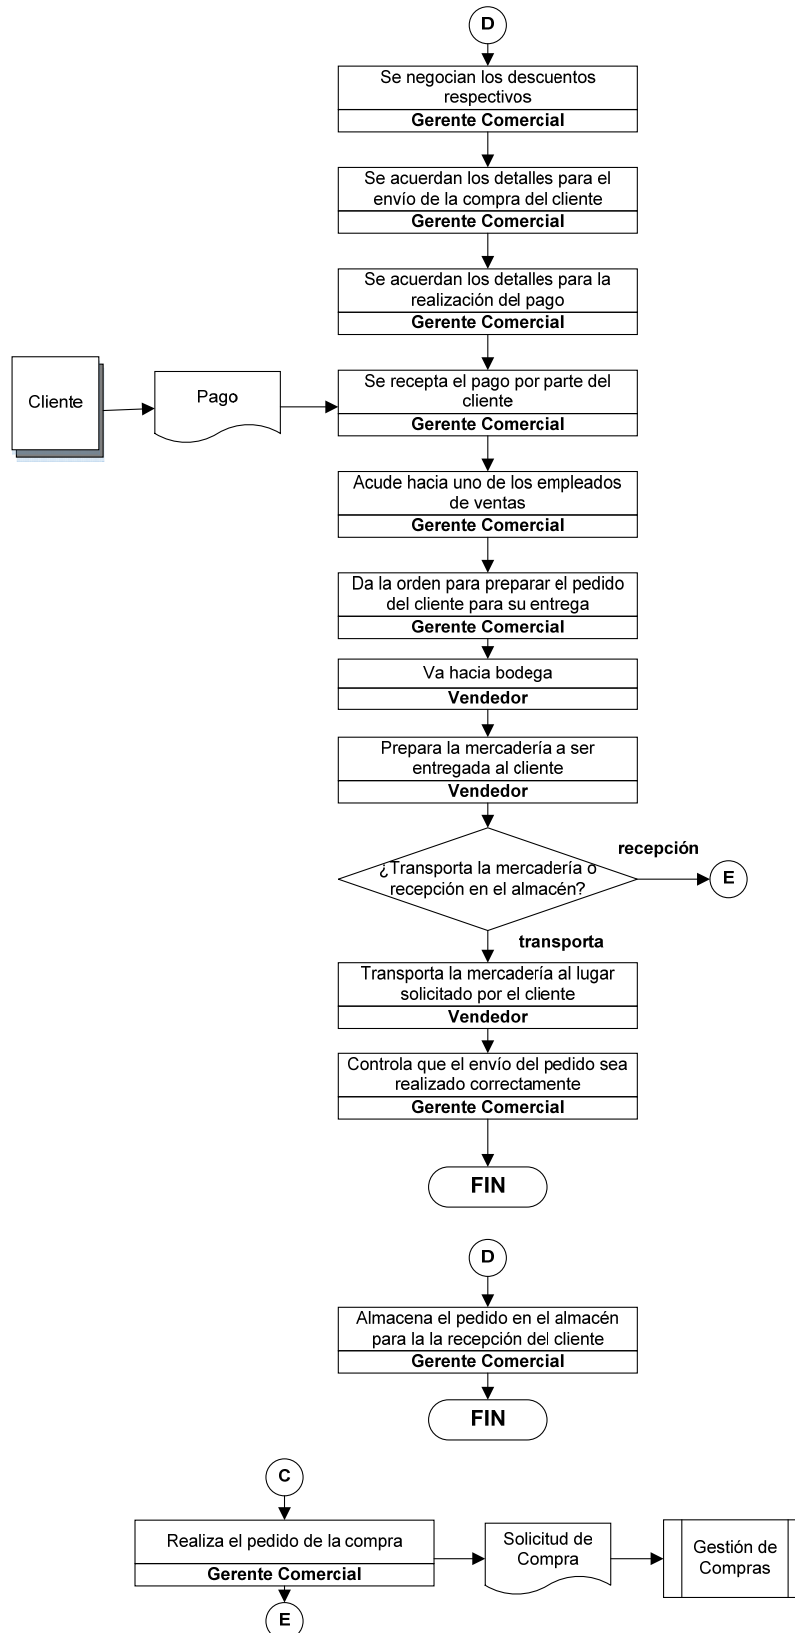 D
Se negocian los descuentos
respectivos
Gerente Comercial
Se acuerdan los detalles para el
envío de la compra del cliente
Gerente Comercial
Se acuerdan los detalles para la
realización del pago
Gerente Comercial
Cliente
Pago
Se recepta el pago por parte del
cliente
Gerente Comercial
Acude hacia uno de los empleados
de ventas
Gerente Comercial
Da la orden para preparar el pedido
del cliente para su entrega
Gerente Comercial
Va hacia bodega
Vendedor
Prepara la mercadería a ser
entregada al cliente
Vendedor
¿Transporta la mercadería o
recepción en el almacén?
recepción
E
transporta
Transporta la mercadería al lugar
solicitado por el cliente
Vendedor
Controla que el envío del pedido sea
realizado correctamente
Gerente Comercial
FIN
D
Almacena el pedido en el almacén
para la la recepción del cliente
Gerente Comercial
FIN
C
Realiza el pedido de la compra
Gerente Comercial
Solicitud de
Compra
Gestión de
Compras
E